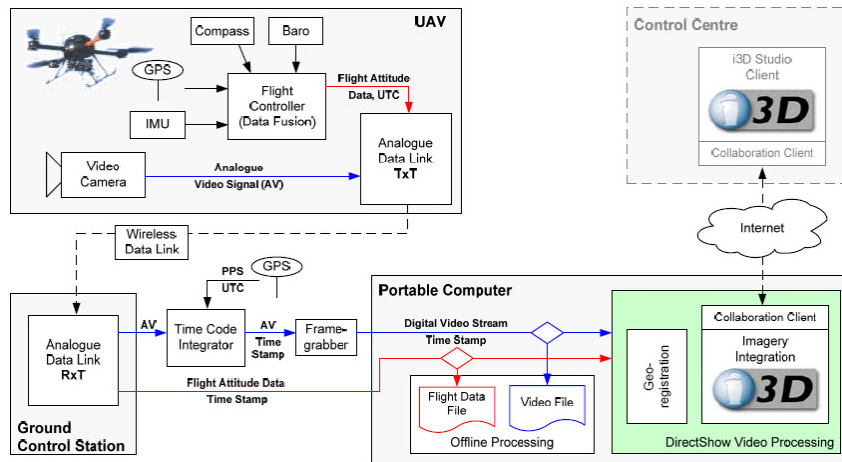 UAV
Compass
Baro
GPS
IMU
Flight
Controller
(Data Fusion)
Flight Attitude
Data, UTC
Analogue
Data Link
TxT
Video
Camera
Analogue
Video Signal (AV)
Control Centre
i3D Studio
Client
i3D
Collaboration Client
Internet
Wireless
Data Link
PPS
UTC
GPS
Analogue
Data Link
RxT
AV
Time Code
Integrator
AV
Time
Stamp
Frame-
grabber
Flight Attitude Data
Time Stamp
Ground
Control Station
Portable Computer
Digital Video Stream
Time Stamp
Flight Data
File
Video File
Offline Processing
Geo-
registration
Collaboration Client
Imagery
Integration
i3D
DirectShow Video Processing